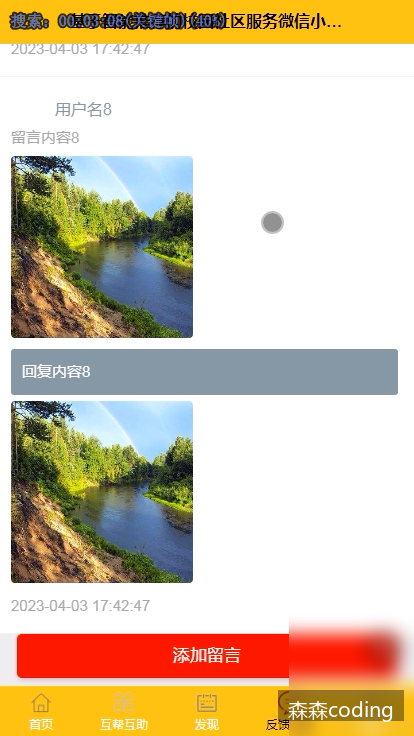 搜索: 00:03:08(关键帧)(40%)
社区服务微信小...
2023-04-03 17:42:47
用户名8
留言内容8
回复内容8
2023-04-03 17:42:47
添加留言
首页
互帮互助
发现
反馈
森森coding